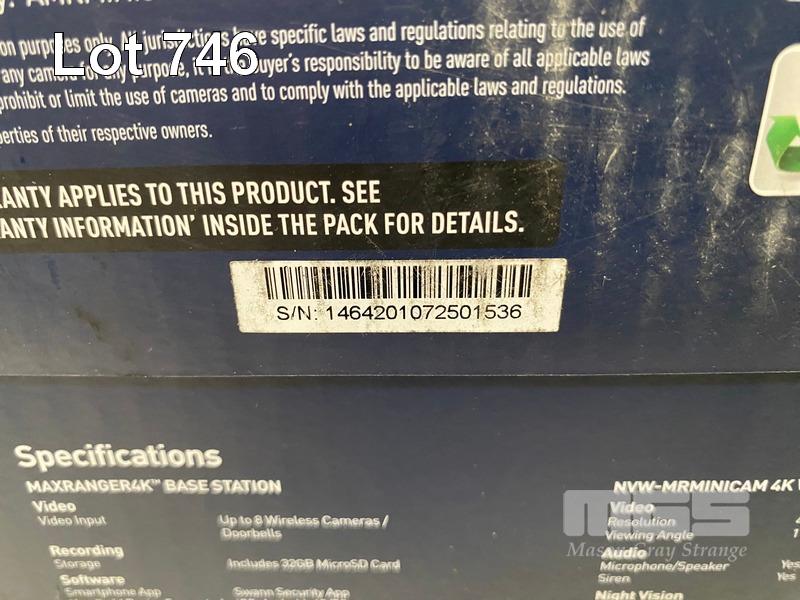 Lot 746
on purposes only. All jurisdictions have specific laws and regulations relating to the use of
any camera for any purpose, it is the buyer's responsibility to be aware of all applicable laws
prohibit or limit the use of cameras and to comply with the applicable laws and regulations.
perties of their respective owners.
RANTY APPLIES TO THIS PRODUCT. SEE
RANTY INFORMATION' INSIDE THE PACK FOR DETAILS.
S/N: 1464201072501536
Specifications
MAXRANGER4K™ BASE STATION
Video
Video Input Up to 8 Wireless Cameras /
Doorbells
Recording
Storage Includes 32GB MicroSD Card
Software
Smartphone App Swann Security App
NVW-MRMINICAM 4K
Video
Resolution
Viewing Angle
Audio
Microphone/Speaker Yes
Siren Yes
Night Vision
MGS
Mason Gray Strange